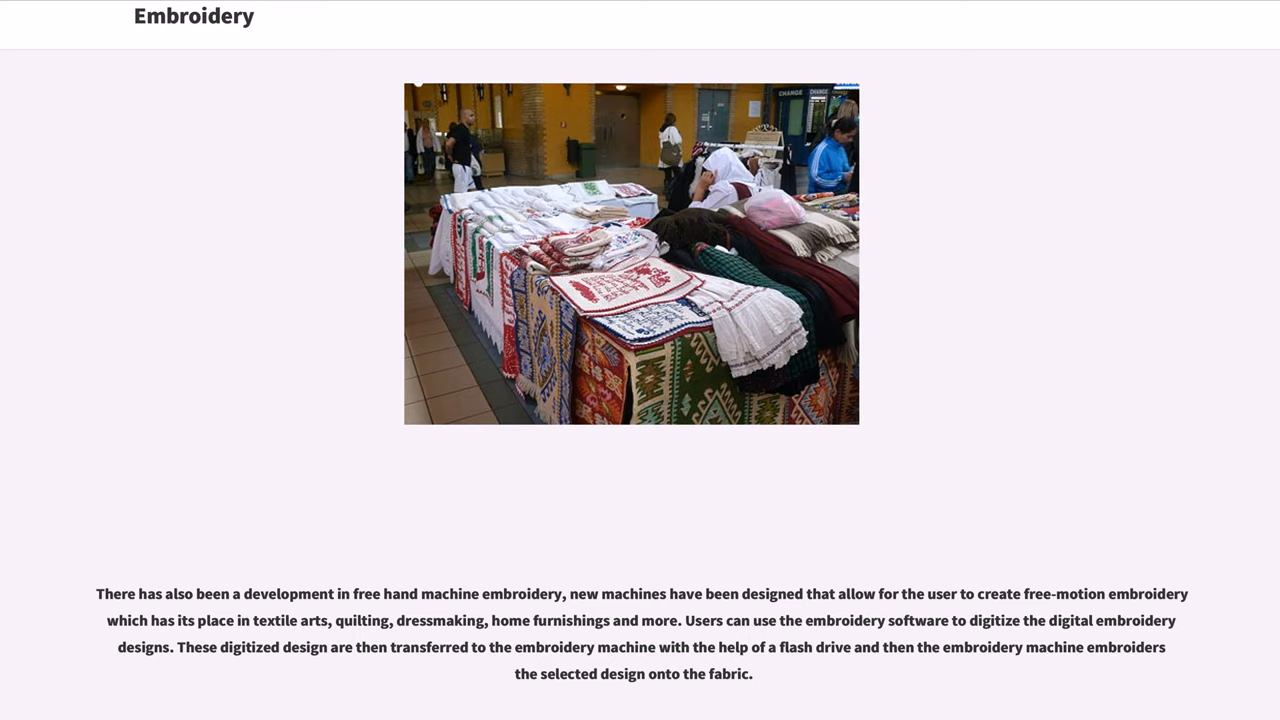 Embroidery
CHANGE
CHANGE
There has also been a development in free hand machine embroidery, new machines have been designed that allow for the user to create free-motion embroidery
which has its place in textile arts, quilting, dressmaking, home furnishings and more. Users can use the embroidery software to digitize the digital embroidery
designs. These digitized design are then transferred to the embroidery machine with the help of a flash drive and then the embroidery machine embroiders
the selected design onto the fabric.